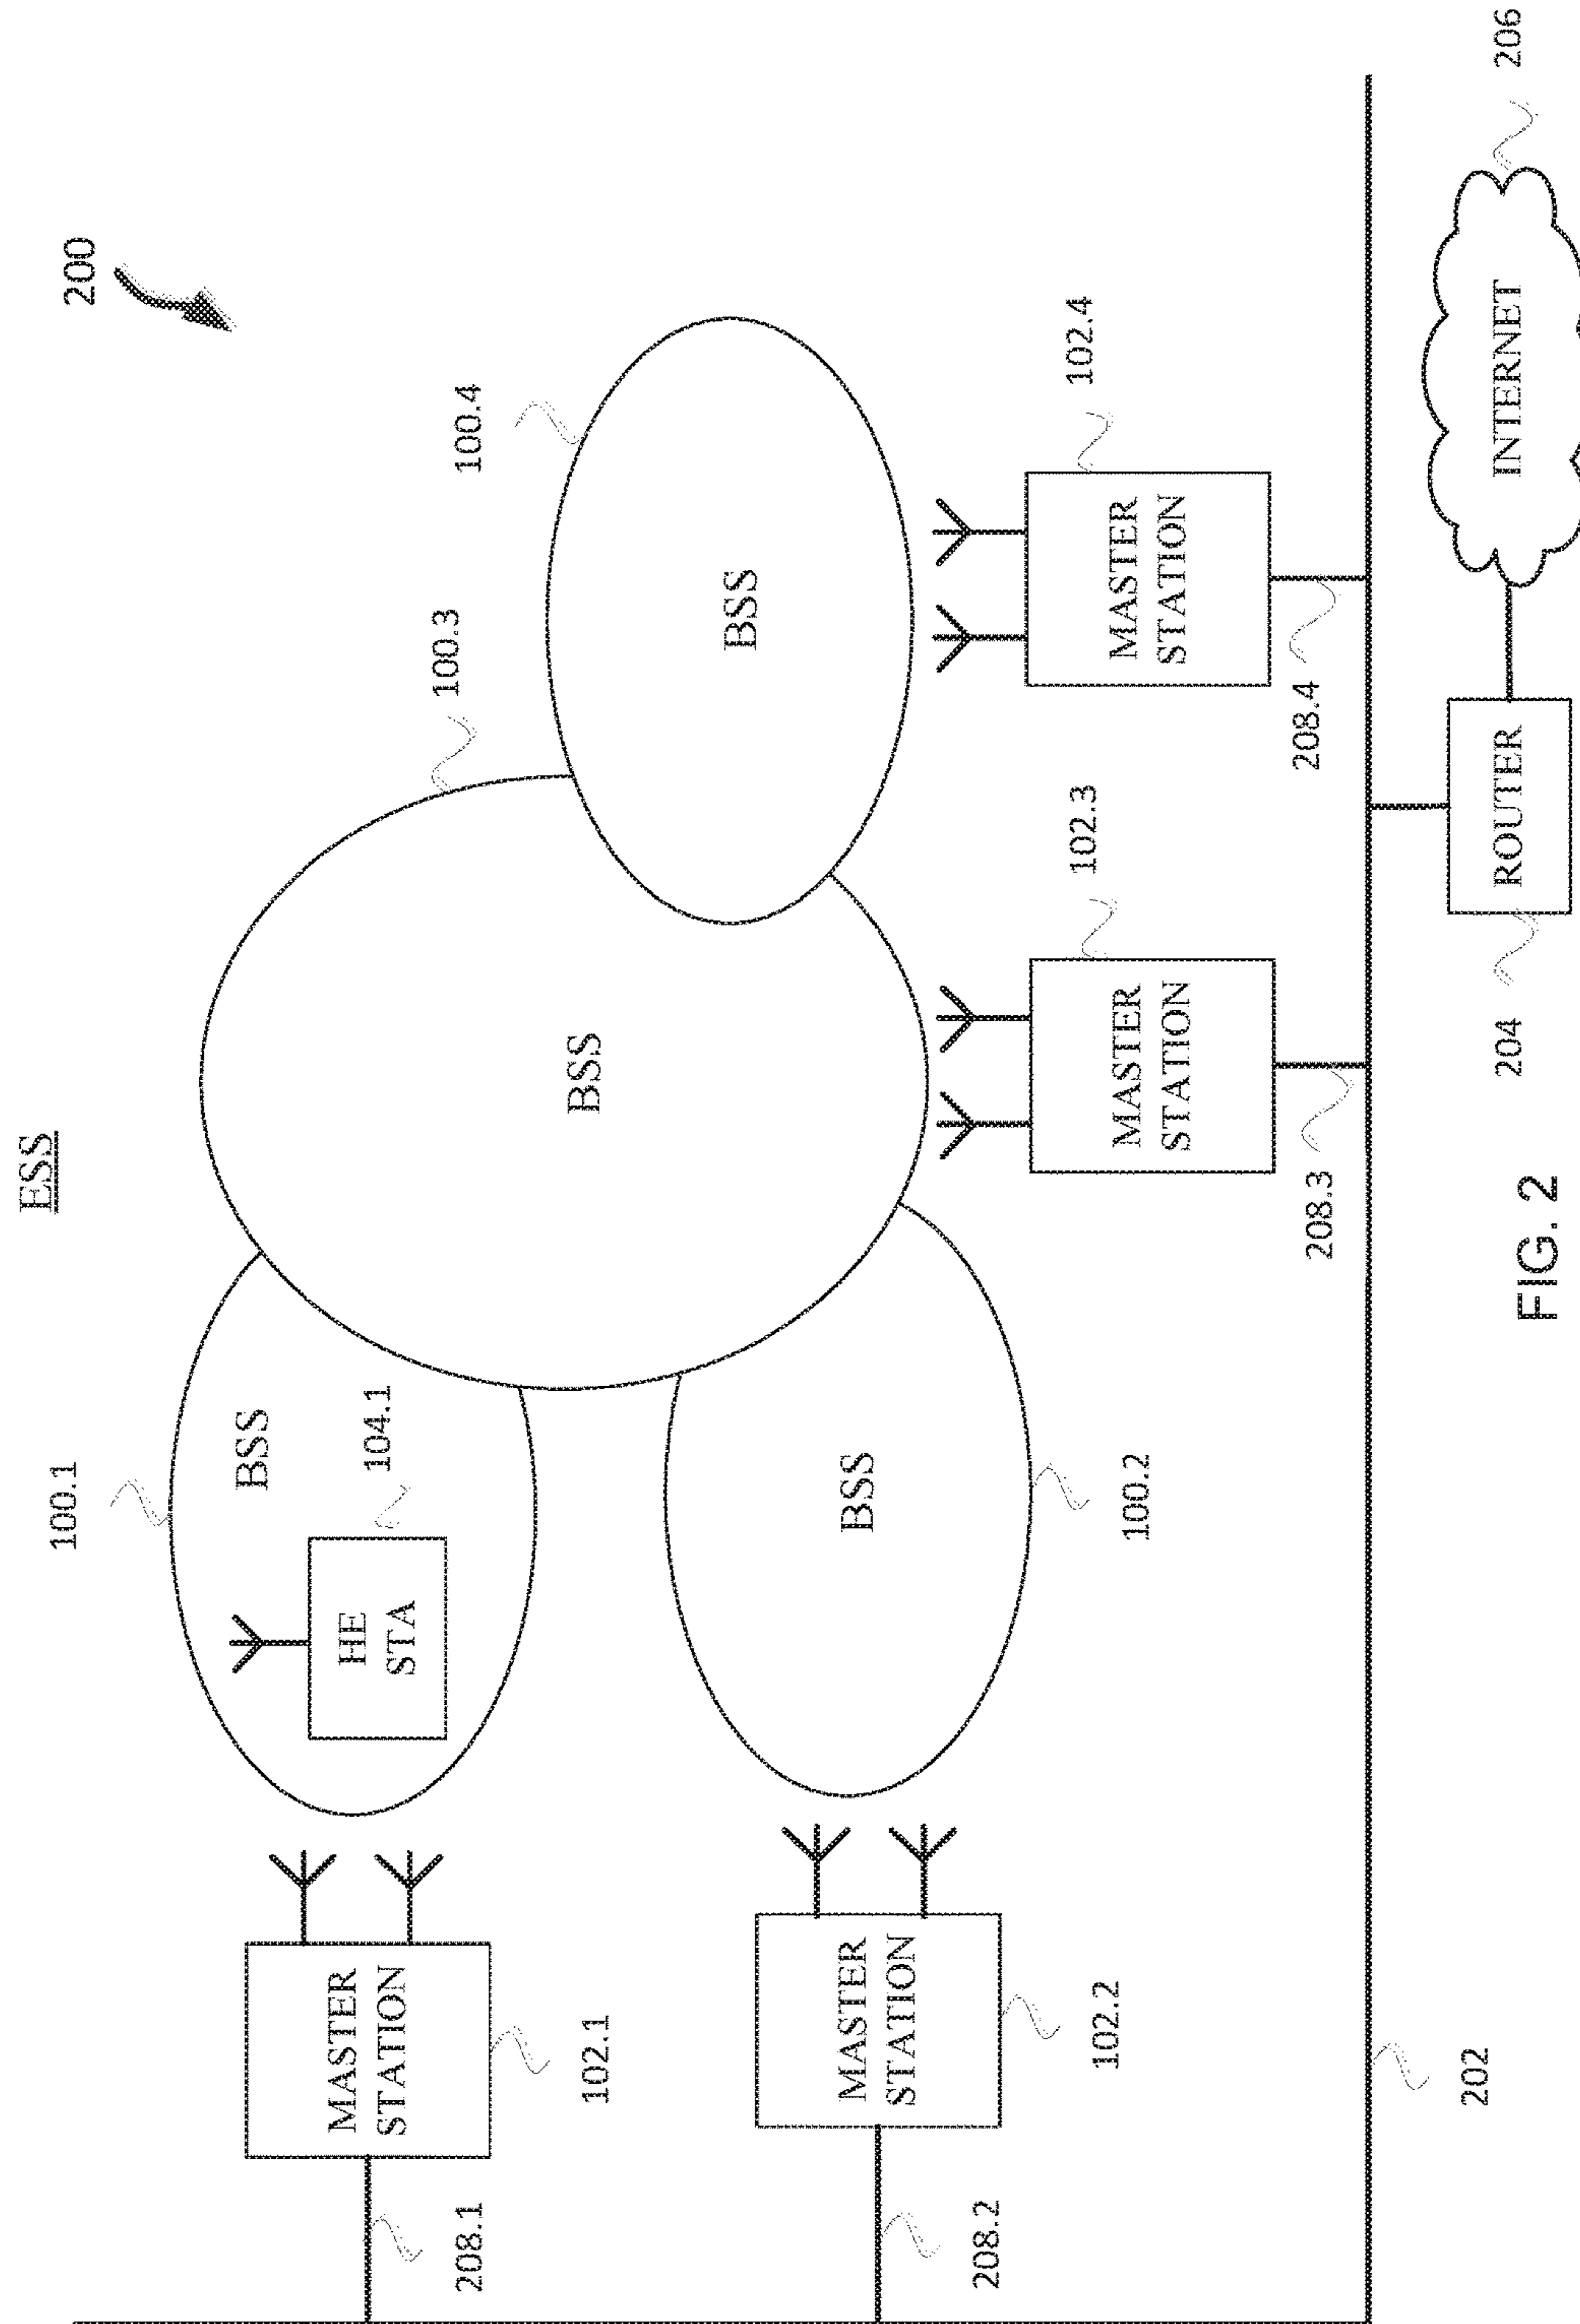 ESS
200
100.1
BSS
104.1
HE
STA
100.3
BSS
100.4
BSS
MASTER
STATION
102.1
208.1
BSS
100.2
MASTER
STATION
102.2
208.2
MASTER
STATION
102.3
208.3
MASTER
STATION
102.4
208.4
202
ROUTER
204
INTERNET
206
FIG. 2